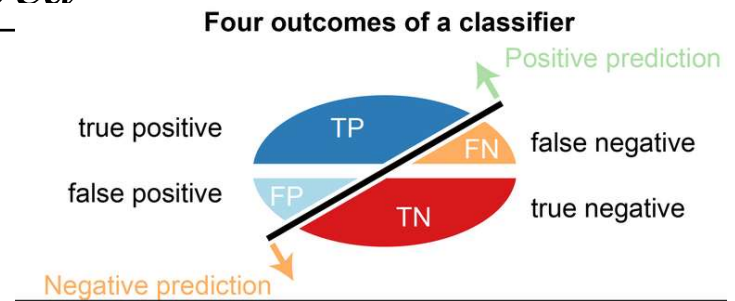 Four outcomes of a classifier
Positive prediction
true positive
TP
FN
false negative
false positive
FP
TN
true negative
Negative prediction